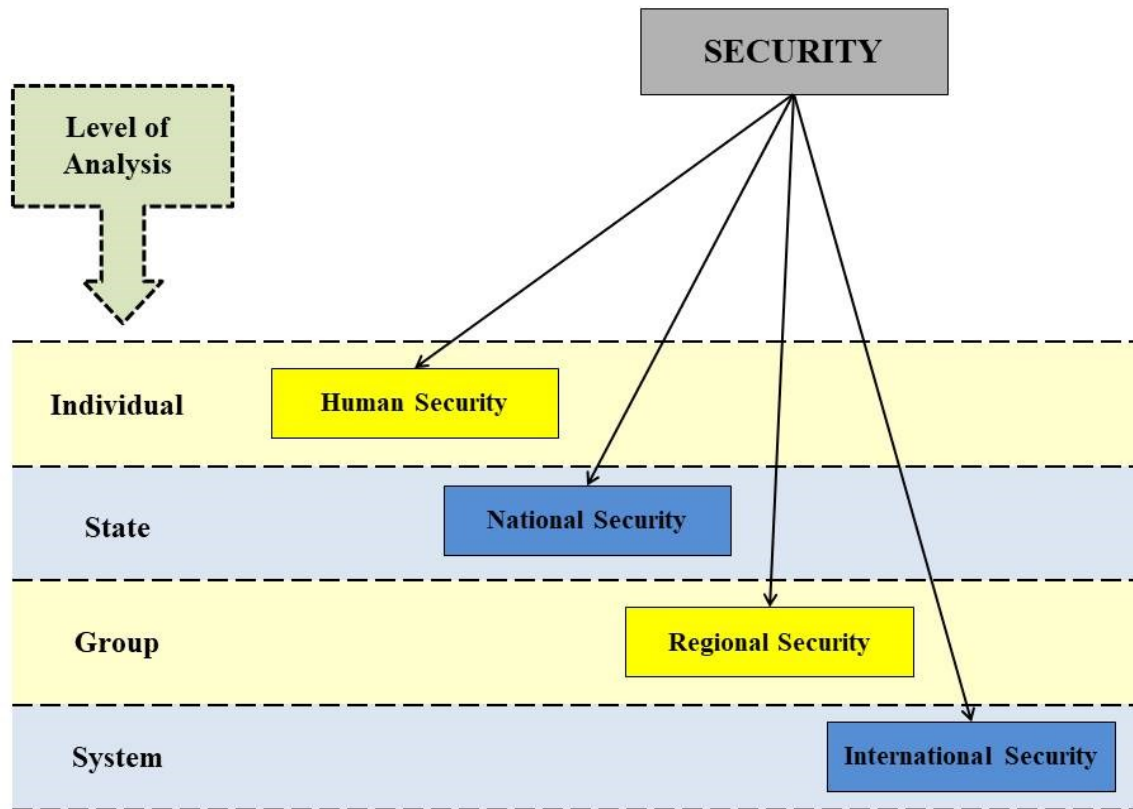 SECURITY
Level of
Analysis
Individual
Human Security
State
National Security
Group
Regional Security
System
International Security